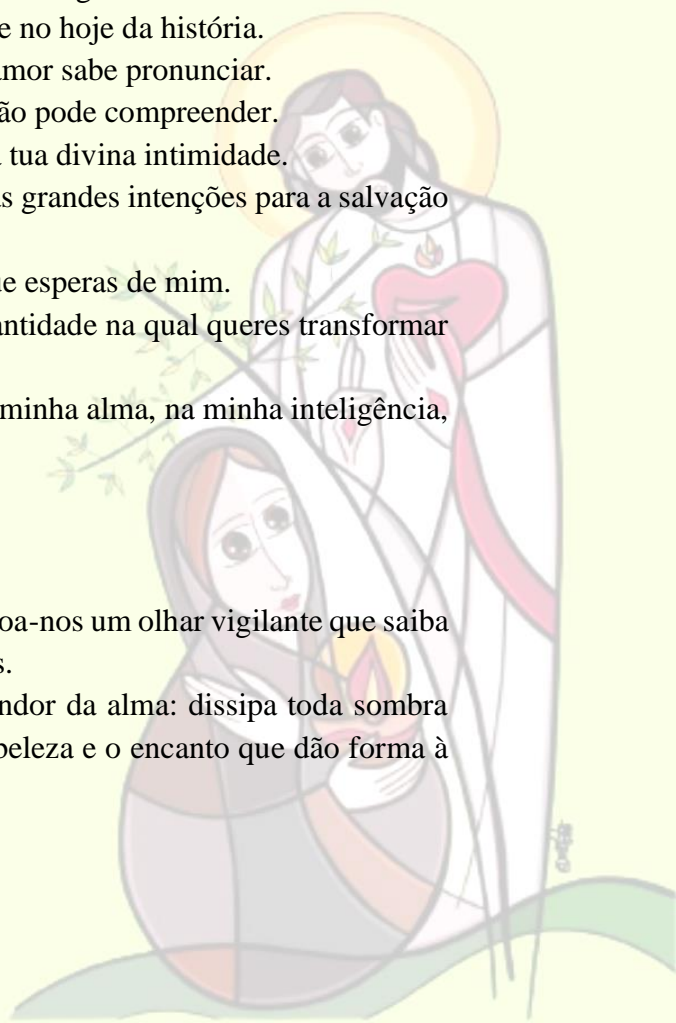 e no hoje da história.
amor sabe pronunciar.
ão pode compreender.
tua divina intimidade.
s grandes intenções para a salvação
ue esperas de mim.
antidade na qual queres transformar
minha alma, na minha inteligência,
oa-nos um olhar vigilante que saiba
s.
ndor da alma: dissipa toda sombra
beleza e o encanto que dão forma à